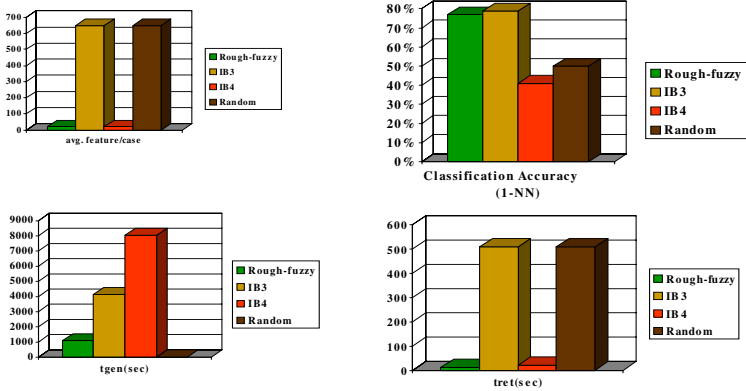 700
600
500
400
300
200
100
0
avg. feature/case
Rough-fuzzy
IB3
IB4
Random
80%
70%
60%
50%
40%
30%
20%
10%
0%
Classification Accuracy
(1-NN)
Rough-fuzzy
IB3
IB4
Random
9000
8000
7000
6000
5000
4000
3000
2000
1000
0
tgen(sec)
Rough-fuzzy
IB3
IB4
Random
600
500
400
300
200
100
0
tret(sec)
Rough-fuzzy
IB3
IB4
Random